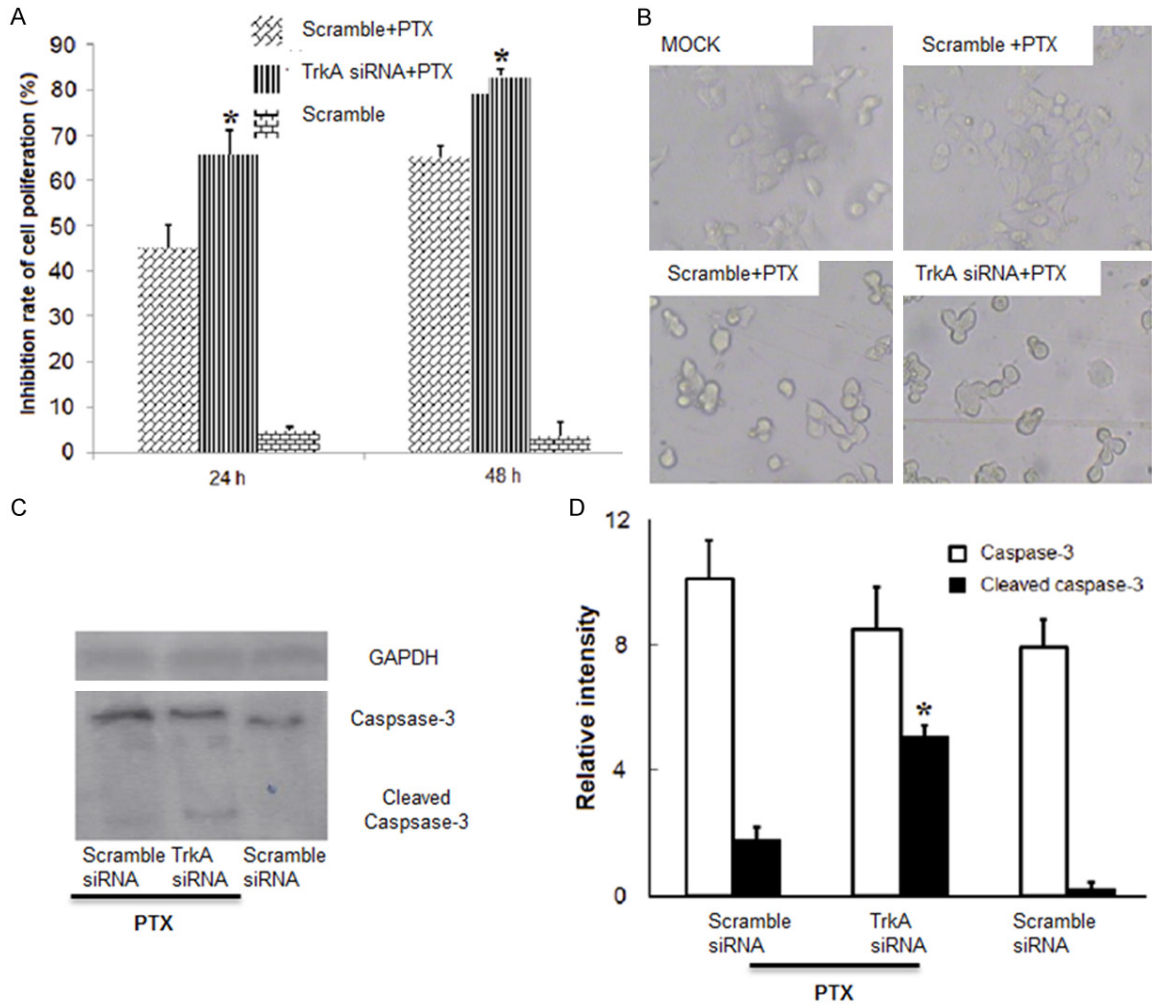 A
Scramble+PTX
TrkA siRNA+PTX
Scramble
Inhibition rate of cell poliferation (%)
90
80
70
60
50
40
30
20
10
0
*
*
24 h
48 h
B
MOCK
Scramble +PTX
Scramble+PTX
TrkA siRNA+PTX
C
GAPDH
Caspsase-3
Cleaved
Caspsase-3
Scramble TrkA Scramble
siRNA siRNA siRNA
PTX
D
Relative intensity
12
8
4
0
Caspase-3
Cleaved caspase-3
*
Scramble TrkA Scramble
siRNA siRNA siRNA
PTX